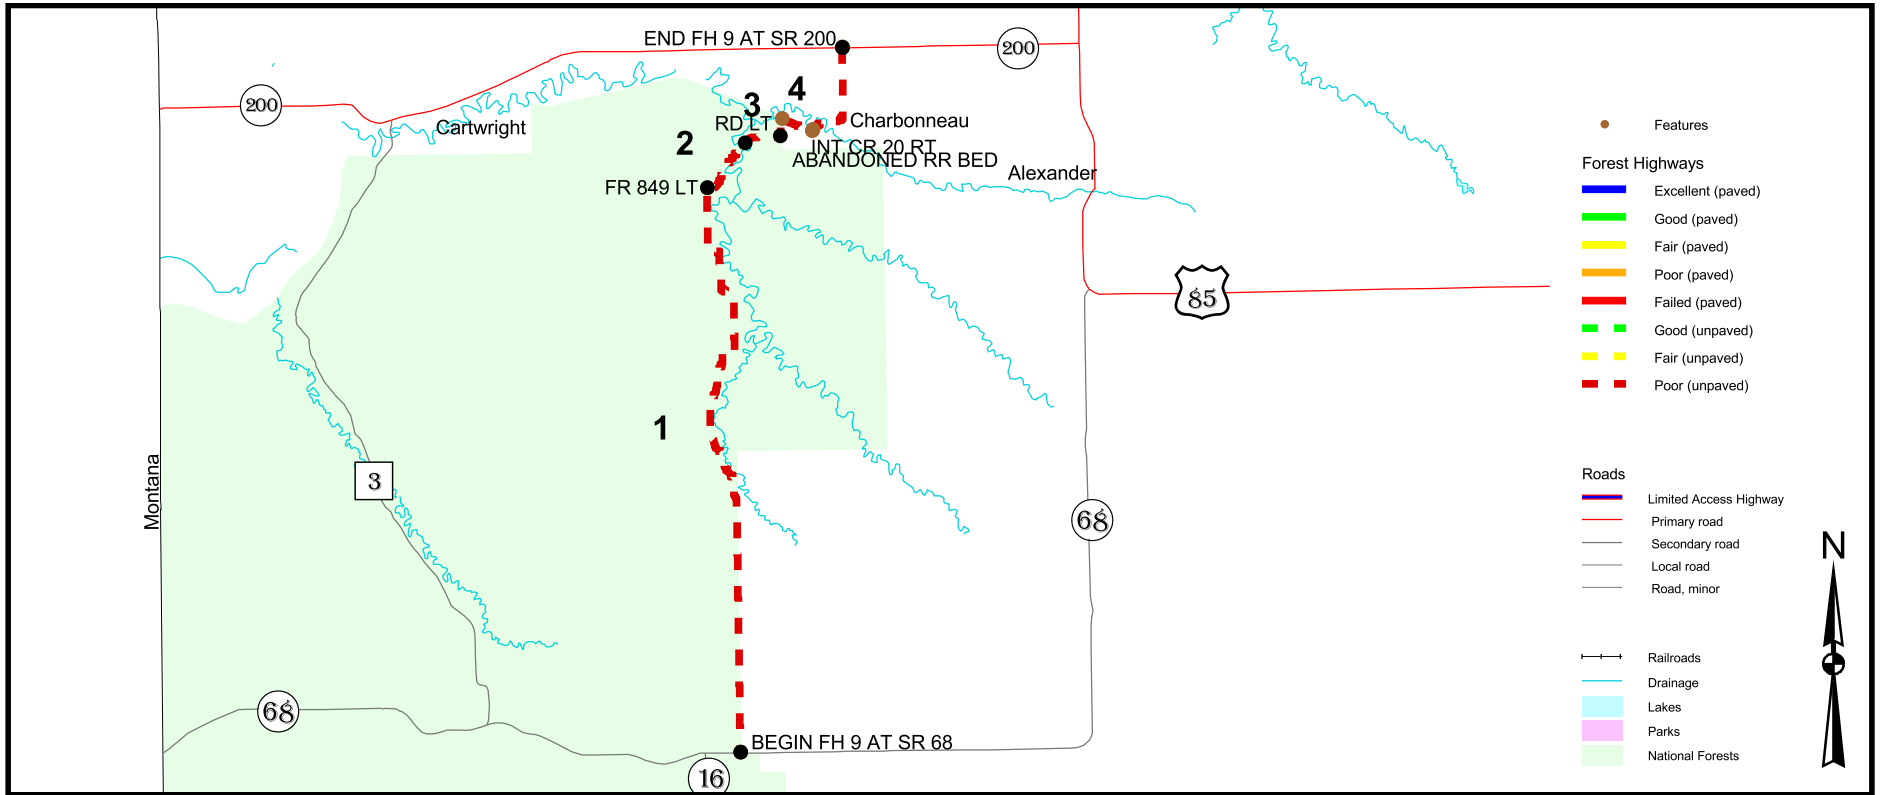 END FH 9 AT SR 200
200
200
4
3
Cartwright
RD LT
Charbonneau
2
INT CR 20 RT
ABANDONED RR BED
Alexander
FR 849 LT
85
1
Montana
3
68
68
BEGIN FH 9 AT SR 68
16
Features
Forest Highways
Excellent (paved)
Good (paved)
Fair (paved)
Poor (paved)
Failed (paved)
Good (unpaved)
Fair (unpaved)
Poor (unpaved)
Roads
Limited Access Highway
Primary road
Secondary road
Local road
Road, minor
N
Railroads
Drainage
Lakes
Parks
National Forests